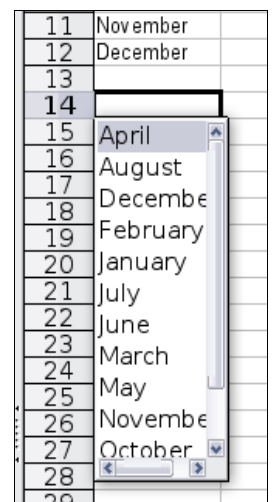 11 November
12 December
13
14
15 April
16 August
17 Decembe
18 February
19 January
20
21 July
22 June
23 March
24
25 May
26 Novembe
27 October
28
29